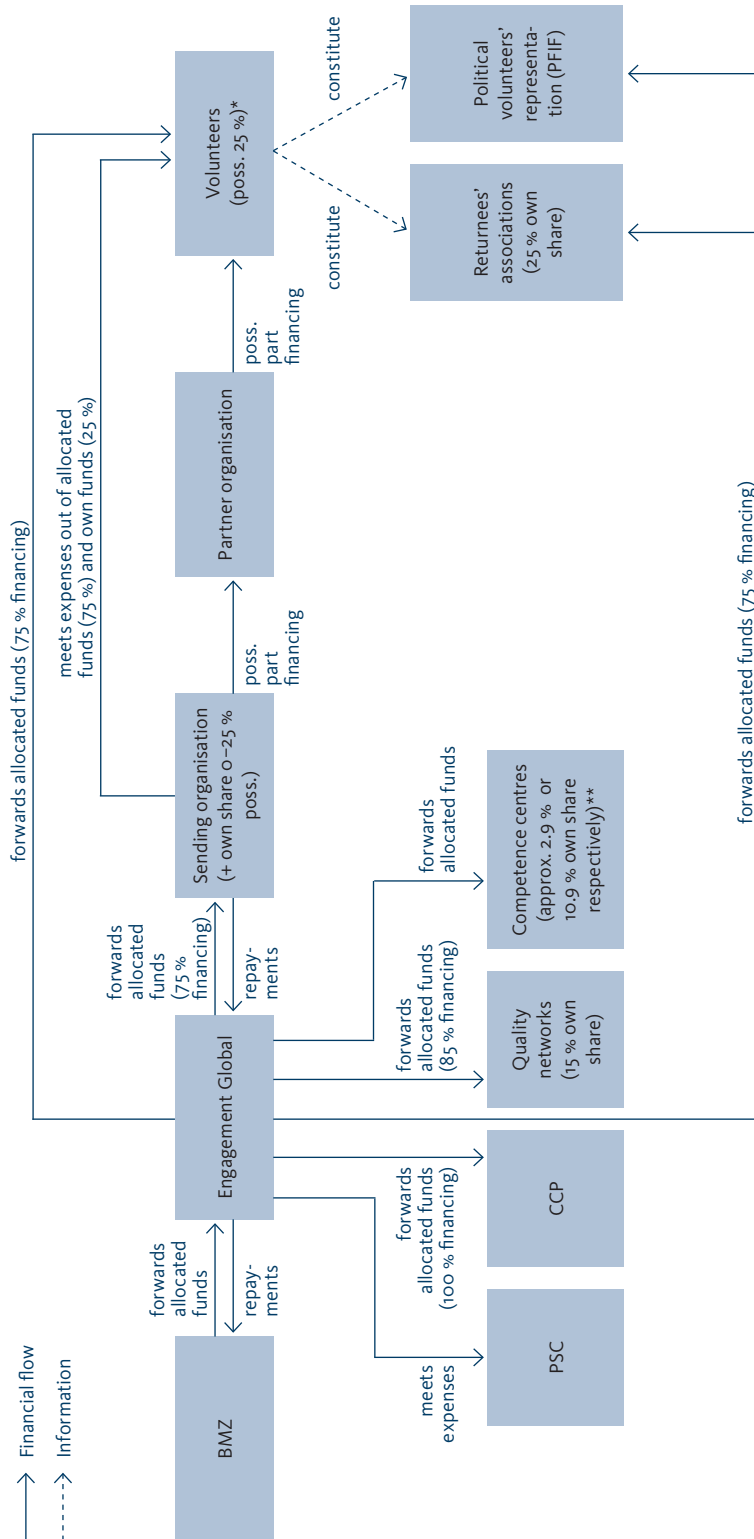 Financial flow
Information
forwards allocated funds (75 % financing)
meets expenses out of allocated
funds (75 %) and own funds (25 %)
BMZ
forwards
allocated
funds
repay-
ments
Engagement Global
forwards
allocated
funds
(75 %
financing)
repay-
ments
Sending organisation
(+ own share 0–25 %
poss.)
poss.
part
financing
Partner organisation
poss.
part
financing
Volunteers
(poss. 25 %)*
constitute
constitute
meets
expenses
forwards
allocated funds
(100 % financing)
forwards
allocated funds
(85 % financing)
forwards
allocated funds
PSC
CCP
Quality
networks
(15 % own
share)
Competence centres
(approx. 2.9 % or
10.9 % own share
respectively)**
Returnees’
associations
(25 % own
share)
Political
volunteers’
representa-
tion (PFIF)
forwards allocated funds (75 % financing)